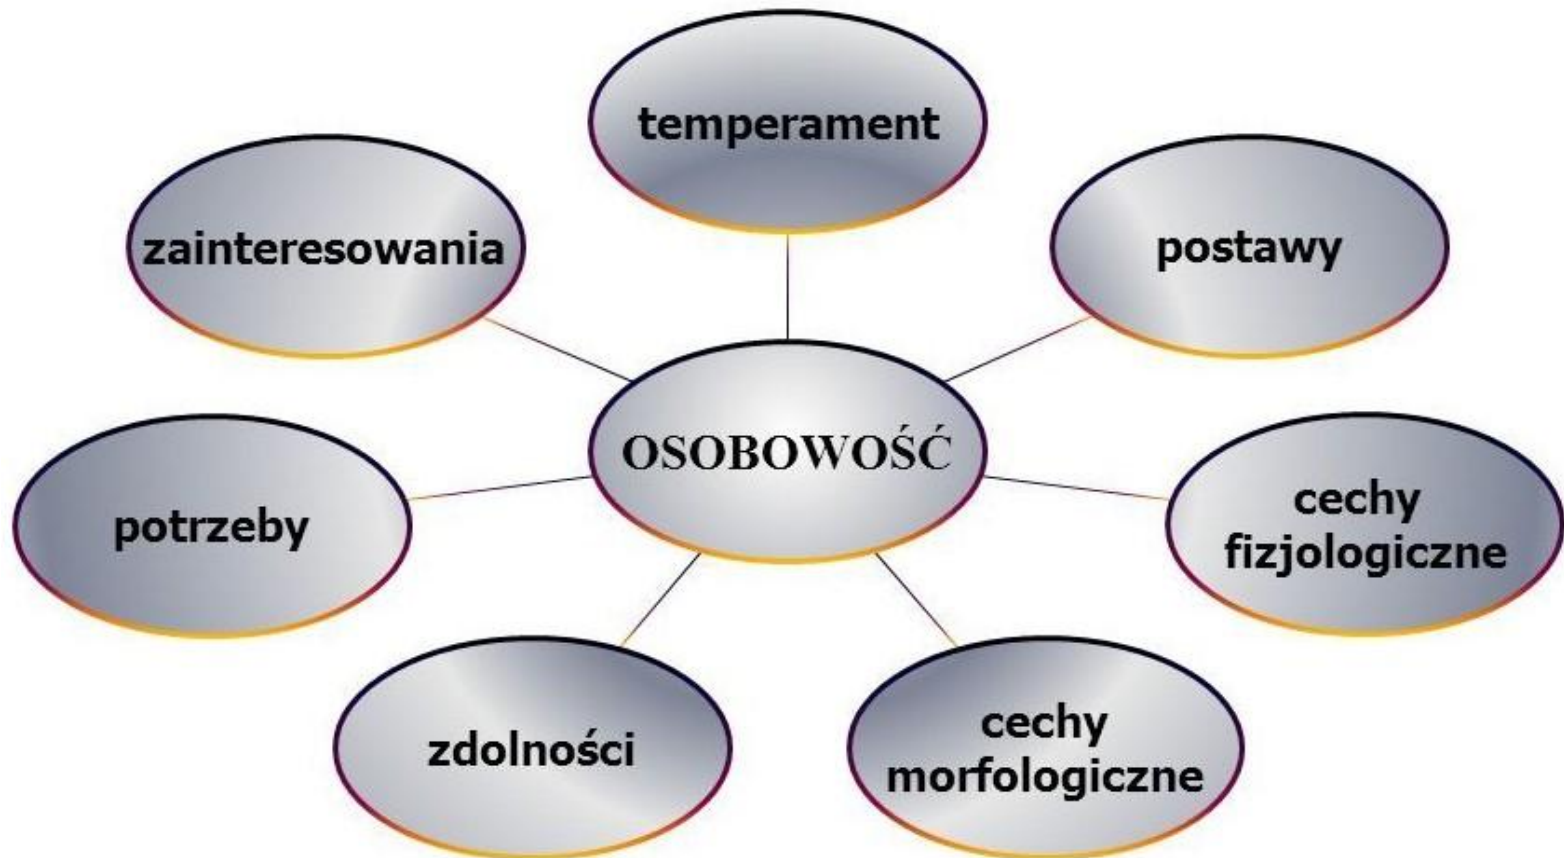 temperament
zainteresowania
postawy
OSOBOWOŚĆ
potrzeby
cechy
fizjologiczne
zdolności
cechy
morfologiczne